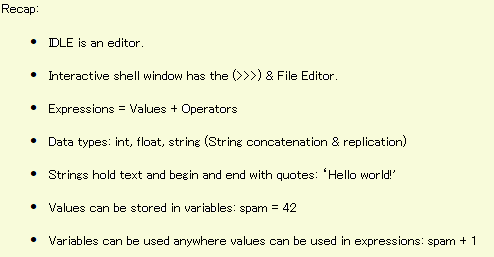 Recap:
• IDLE is an editor.
• Interactive shell window has the (>>>) & File Editor.
• Expressions = Values + Operators
• Data types: int, float, string (String concatenation & replication)
• Strings hold text and begin and end with quotes: ‘Hello world!’
• Values can be stored in variables: spam = 42
• Variables can be used anywhere values can be used in expressions: spam + 1